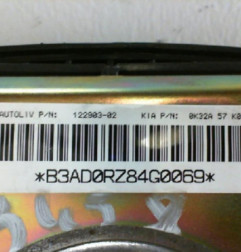 AUTOLIV P/N: 122903-02 KIA P/N: 0K32A 57 K0
*B3AD0RZ84G0069*